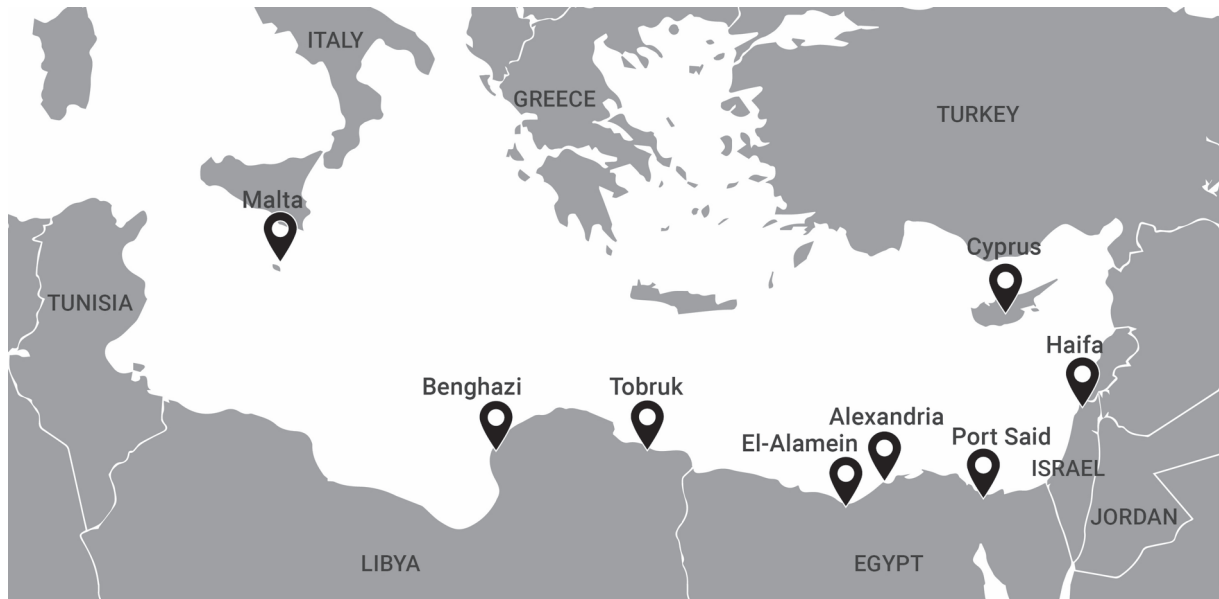 ITALY
GREECE
TURKEY
Malta
Cyprus
TUNISIA
Haifa
Benghazi
Tobruk
Alexandria
El-Alamein
Port Said
ISRAEL
JORDAN
LIBYA
EGYPT